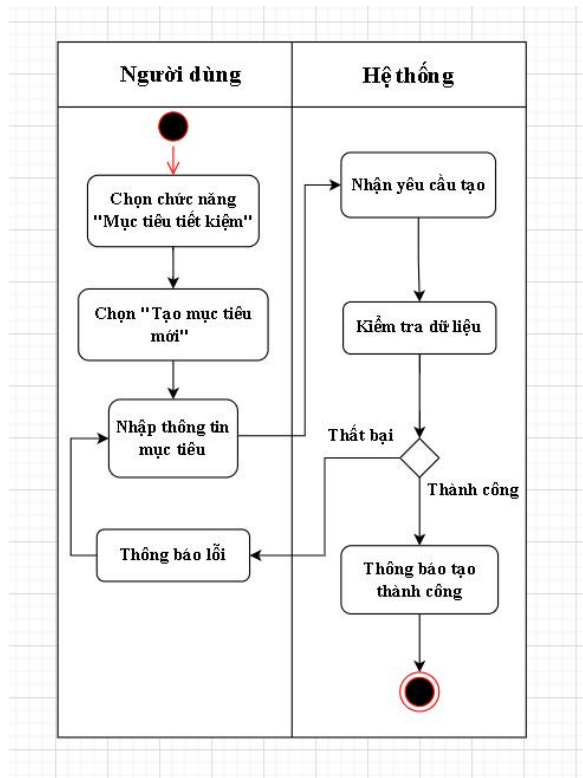 Người dùng
Hệ thống
Chọn chức năng
"Mục tiêu tiết kiệm"
Chọn "Tạo mục tiêu
mới"
Nhập thông tin
mục tiêu
Nhận yêu cầu tạo
Kiểm tra dữ liệu
Thất bại
Thành công
Thông báo lỗi
Thông báo tạo
thành công